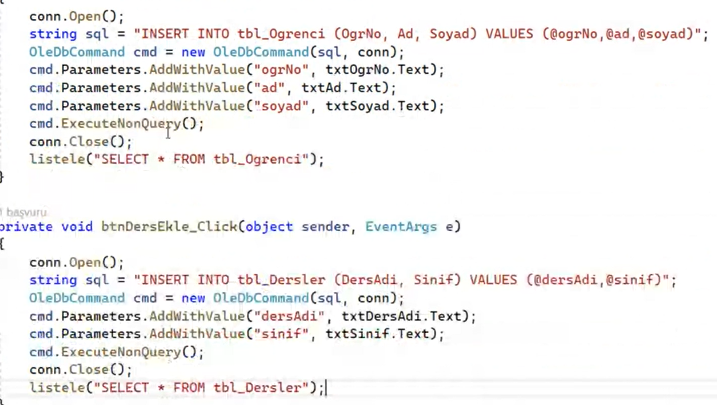 conn.Open();
string sql = "INSERT INTO tbl_Ogrenci (OgrNo, Ad, Soyad) VALUES (@ogrNo,@ad,@soyad)";
OleDbCommand cmd = new OleDbCommand(sql, conn);
cmd.Parameters.AddWithValue("ogrNo", txtOgrNo.Text);
cmd.Parameters.AddWithValue("ad", txtAd.Text);
cmd.Parameters.AddWithValue("soyad", txtSoyad.Text);
cmd.ExecuteNonQuery();
conn.Close();
listele("SELECT * FROM tbl_Ogrenci");
}
1 başvuru
private void btnDersEkle_Click(object sender, EventArgs e)
{
conn.Open();
string sql = "INSERT INTO tbl_Dersler (DersAdi, Sinif) VALUES (@dersAdi,@sinif)";
OleDbCommand cmd = new OleDbCommand(sql, conn);
cmd.Parameters.AddWithValue("dersAdi", txtDersAdi.Text);
cmd.Parameters.AddWithValue("sinif", txtSinif.Text);
cmd.ExecuteNonQuery();
conn.Close();
listele("SELECT * FROM tbl_Dersler");
}